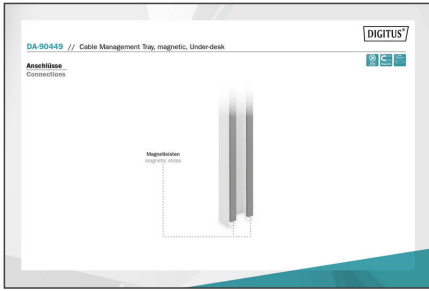 DIGITUS®
DA-90449 // Cable Management Tray, magnetic, Under-desk
Anschlüsse
Connections
Magnetleisten
magnetic strips